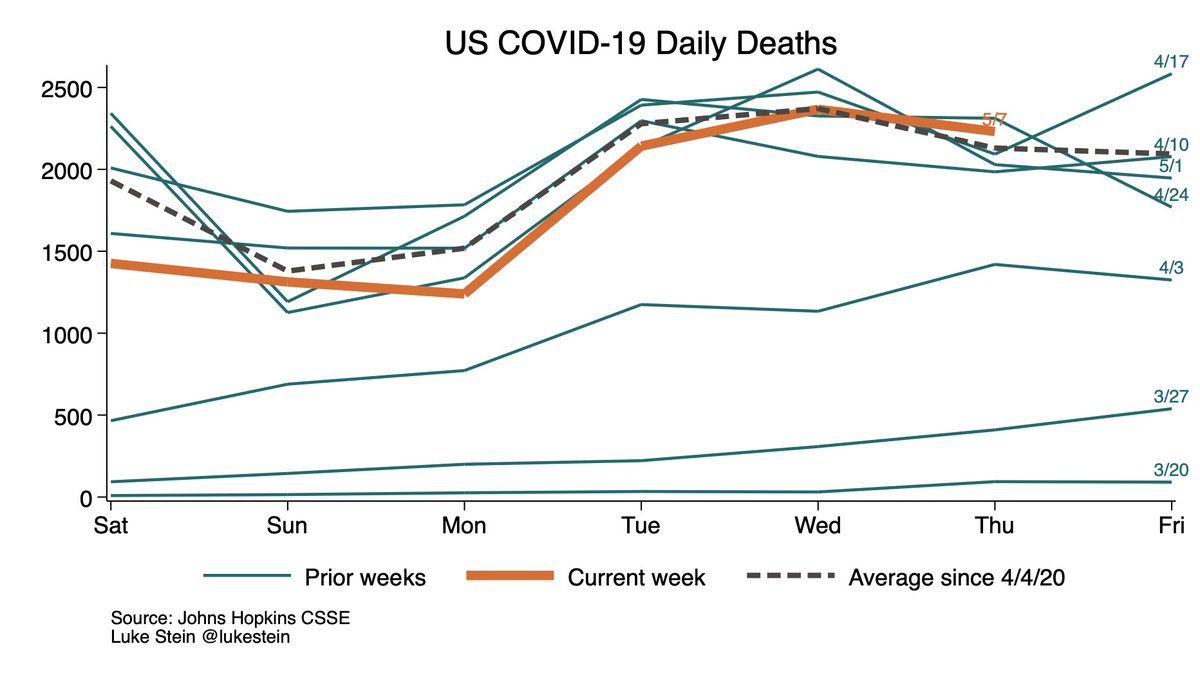 US COVID-19 Daily Deaths
2500
2000
1500
1000
500
0
4/17
5/7
4/10
5/1
4/24
4/3
3/27
3/20
Sat Sun Mon Tue Wed Thu Fri
Prior weeks Current week Average since 4/4/20
Source: Johns Hopkins CSSE
Luke Stein @lukestein